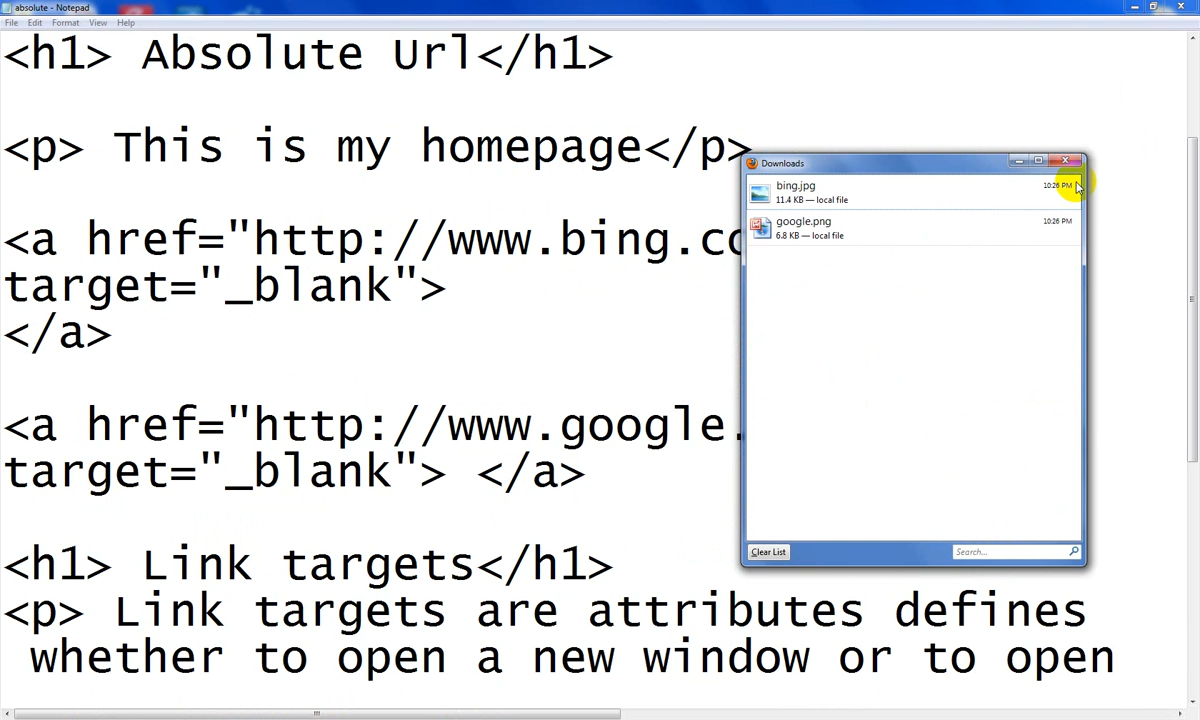 absolute - Notepad
File Edit Format View Help
<h1> Absolute Url</h1>
<p> This is my homepage</p>
<a href="http://www.bing.co
target="_blank">
</a>
<a href="http://www.google.
target="_blank"> </a>
<h1> Link targets</h1>
<p> Link targets are attributes defines
whether to open a new window or to open
Downloads
bing.jpg 10:26 PM
11.4 KB — local file
google.png 10:26 PM
6.8 KB — local file
Clear List Search...